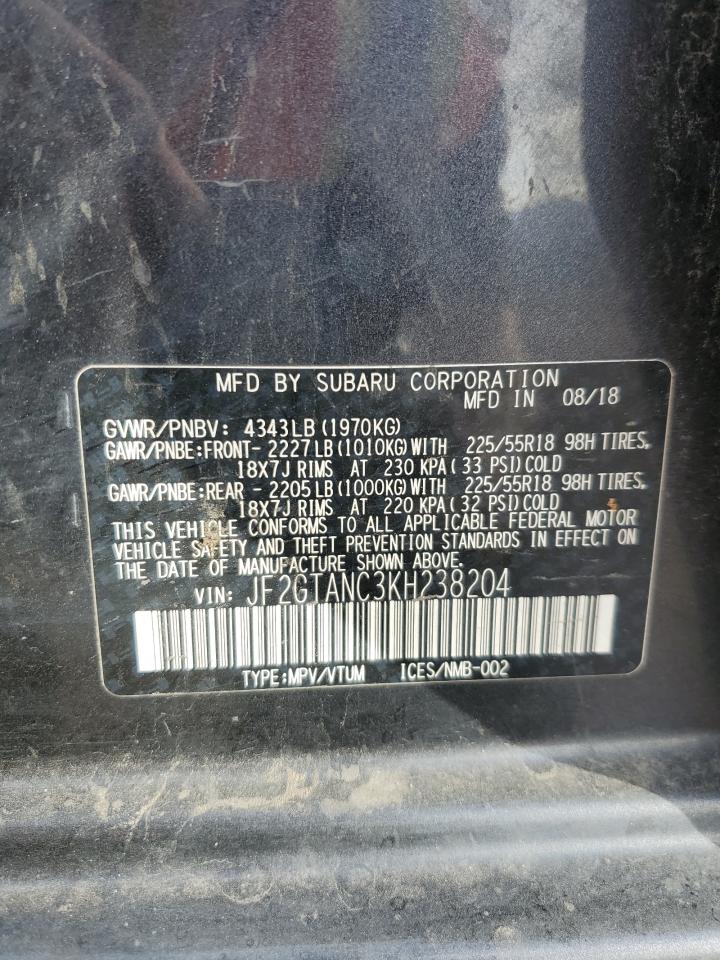 MFD BY SUBARU CORPORATION
MFD IN 08/18
GVWR/PNBV: 4343LB (1970KG)
GAWR/PNBE:FRONT- 2227LB(1010KG)WITH 225/55R18 98H TIRES,
18X7J RIMS AT 230 KPA( 33 PSI)COLD
GAWR/PNBE:REAR - 2205LB(1000KG)WITH 225/55R18 98H TIRES,
18X7J RIMS AT 220 KPA( 32 PSI)COLD
THIS VEHICLE CONFORMS TO ALL APPLICABLE FEDERAL MOTOR
VEHICLE SAFETY AND THEFT PREVENTION STANDARDS IN EFFECT ON
THE DATE OF MANUFACTURE SHOWN ABOVE.
VIN: JF2GTANC3KH238204
TYPE:MPV/VTUM ICES/NMB-002